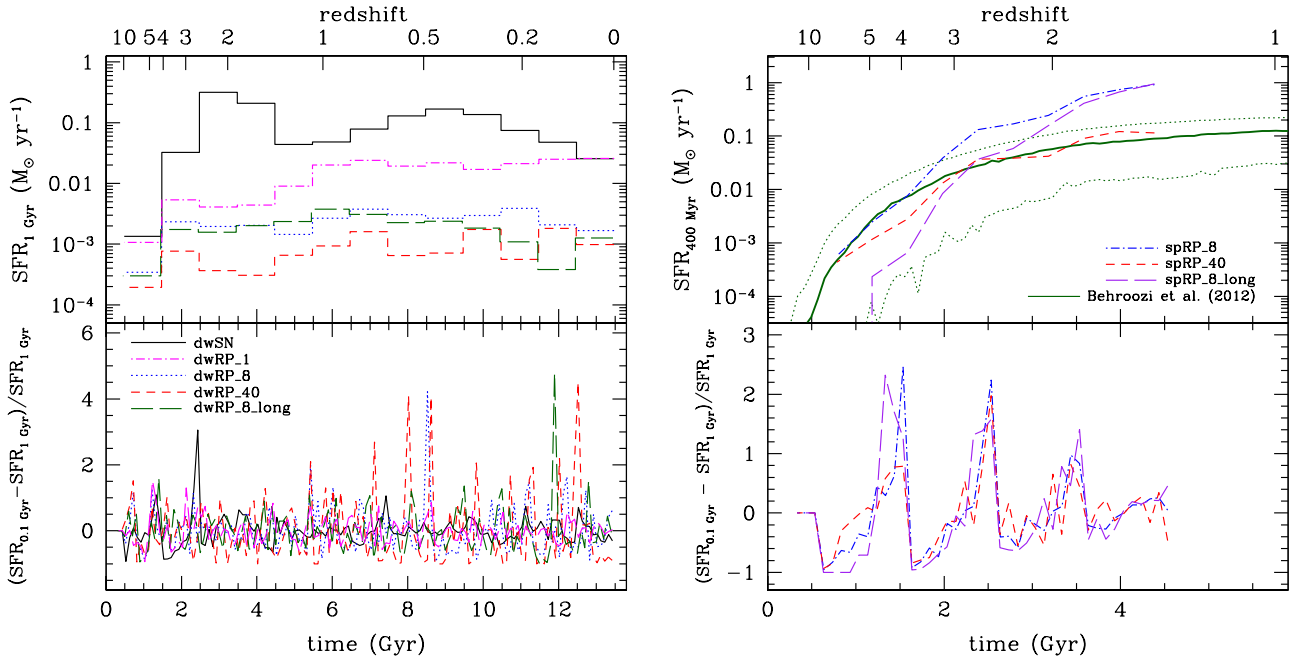 redshift
10 5 4 3 2 1 0.5 0.2 0
1
0.1
0.01
10⁻³
10⁻⁴
SFR₁ Gyr (M⊙ yr⁻¹)
6
4
2
0
(SFR₀.₁ Gyr−SFR₁ Gyr)/SFR₁ Gyr
dwSN
dwRP_1
dwRP_8
dwRP_40
dwRP_8_long
0 2 4 6 8 10 12
time (Gyr)
redshift
10 5 4 3 2 1
1
0.1
0.01
10⁻³
10⁻⁴
SFR₄₀₀ Myr (M⊙ yr⁻¹)
spRP_8
spRP_40
spRP_8_long
Behroozi et al. (2012)
3
2
1
0
−1
(SFR₀.₁ Gyr − SFR₁ Gyr)/SFR₁ Gyr
0 2 4
time (Gyr)